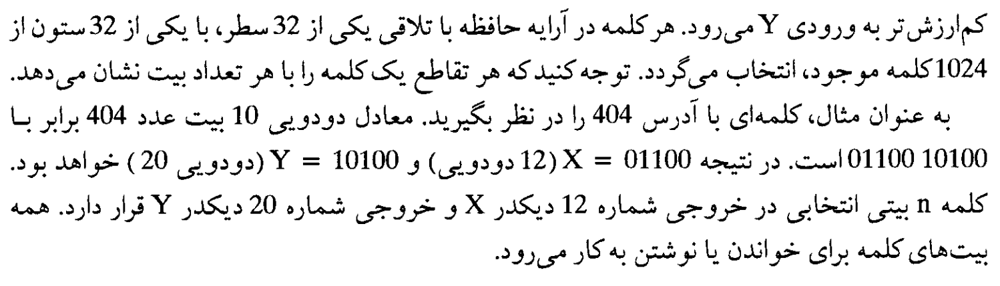 کم‌ارزش‌تر به ورودی Y می‌رود. هر کلمه در آرایه حافظه با تلاقی یکی از 32 سطر، با یکی از 32 ستون از
1024 کلمه موجود، انتخاب می‌گردد. توجه کنید که هر تقاطع یک کلمه را با هر تعداد بیت نشان می‌دهد.
به عنوان مثال، کلمه‌ای با آدرس 404 را در نظر بگیرید. معادل دودویی 10 بیت عدد 404 برابر بـا
01100 10100 است. در نتیجه X = 01100 (12 دودویی) و Y = 10100 (دودویی 20 ) خواهد بود.
کلمه n بیتی انتخابی در خروجی شماره 12 دیکدر X و خروجی شماره 20 دیکدر Y قرار دارد. همه
بیت‌های کلمه برای خواندن یا نوشتن به کار می‌رود.